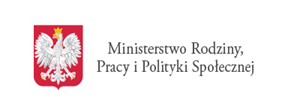 Ministerstwo Rodziny,
Pracy i Polityki Społecznej